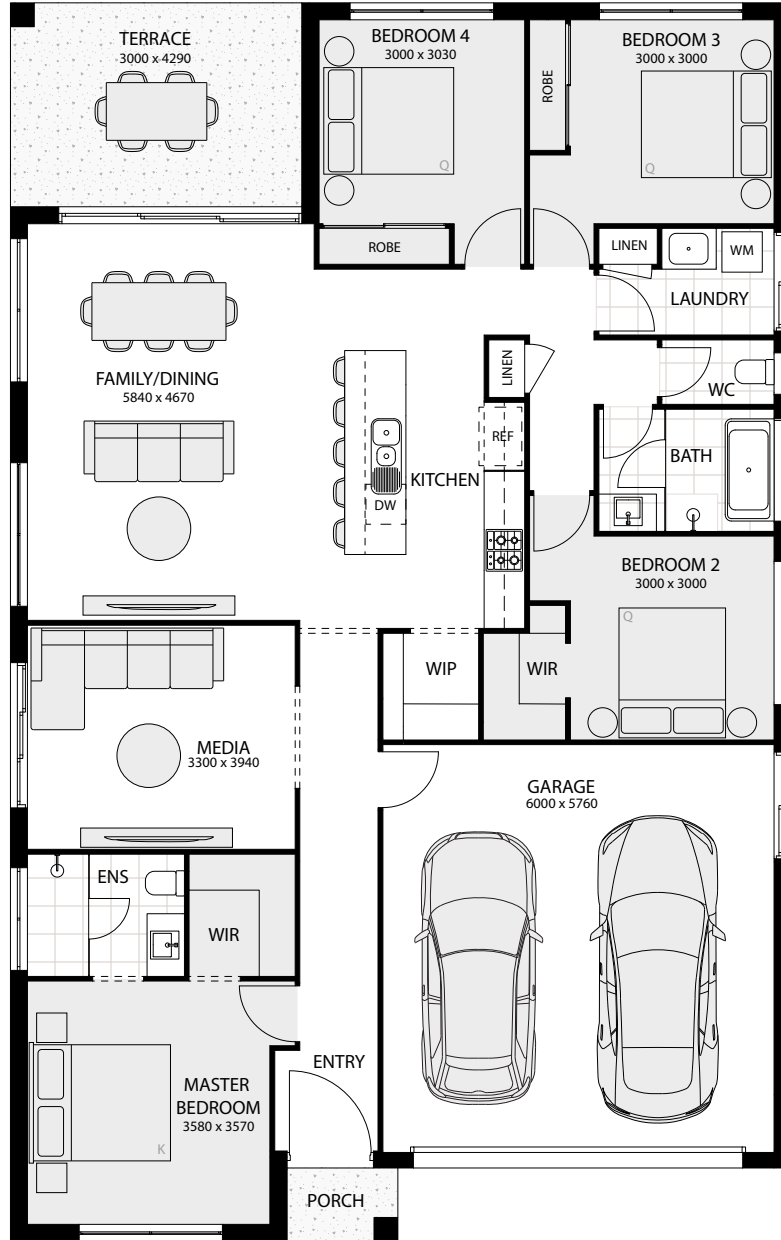 TERRACE
3000 x 4290
BEDROOM 4
3000 x 3030
BEDROOM 3
3000 x 3000
ROBE
Q
Q
ROBE
LINEN
WM
LAUNDRY
FAMILY/DINING
5840 x 4670
LINEN
WC
REF
KITCHEN
DW
BATH
BEDROOM 2
3000 x 3000
Q
WIP
WIR
MEDIA
3300 x 3940
GARAGE
6000 x 5760
ENS
WIR
ENTRY
MASTER
BEDROOM
3580 x 3570
K
PORCH